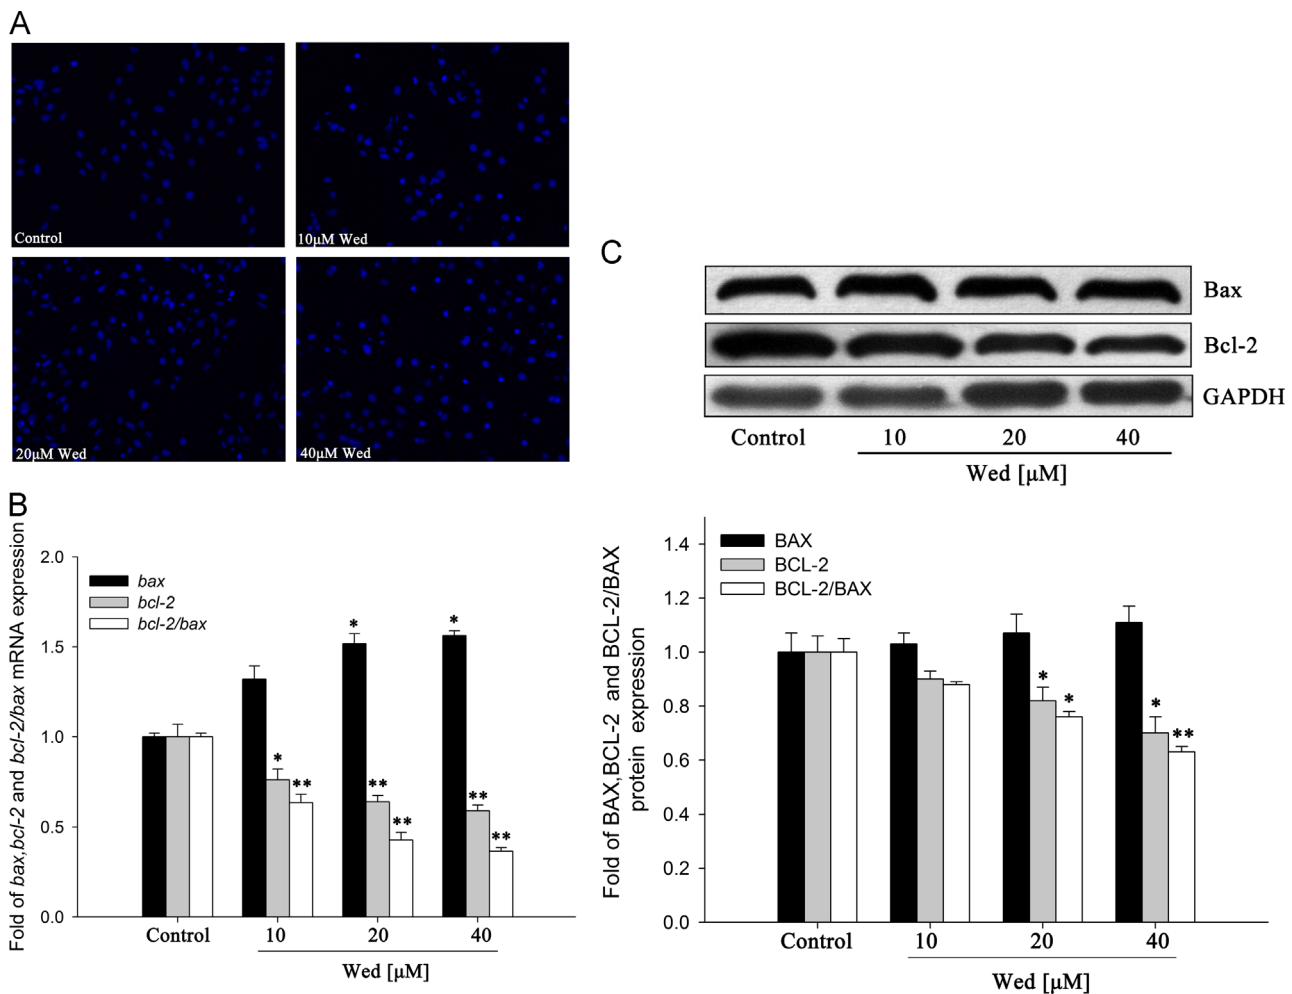 A
Control
10μM Wed
20μM Wed
40μM Wed
B
Fold of bax,bcl-2 and bcl-2/bax mRNA expression
2.0
1.5
1.0
0.5
0.0
bax
bcl-2
bcl-2/bax
*
**
*
**
**
*
**
**
Control
10
20
40
Wed [μM]
C
Bax
Bcl-2
GAPDH
Control
10
20
40
Wed [μM]
Fold of BAX,BCL-2 and BCL-2/BAX
protein expression
1.4
1.2
1.0
0.8
0.6
0.4
0.2
0.0
BAX
BCL-2
BCL-2/BAX
*
*
*
**
Control
10
20
40
Wed [μM]